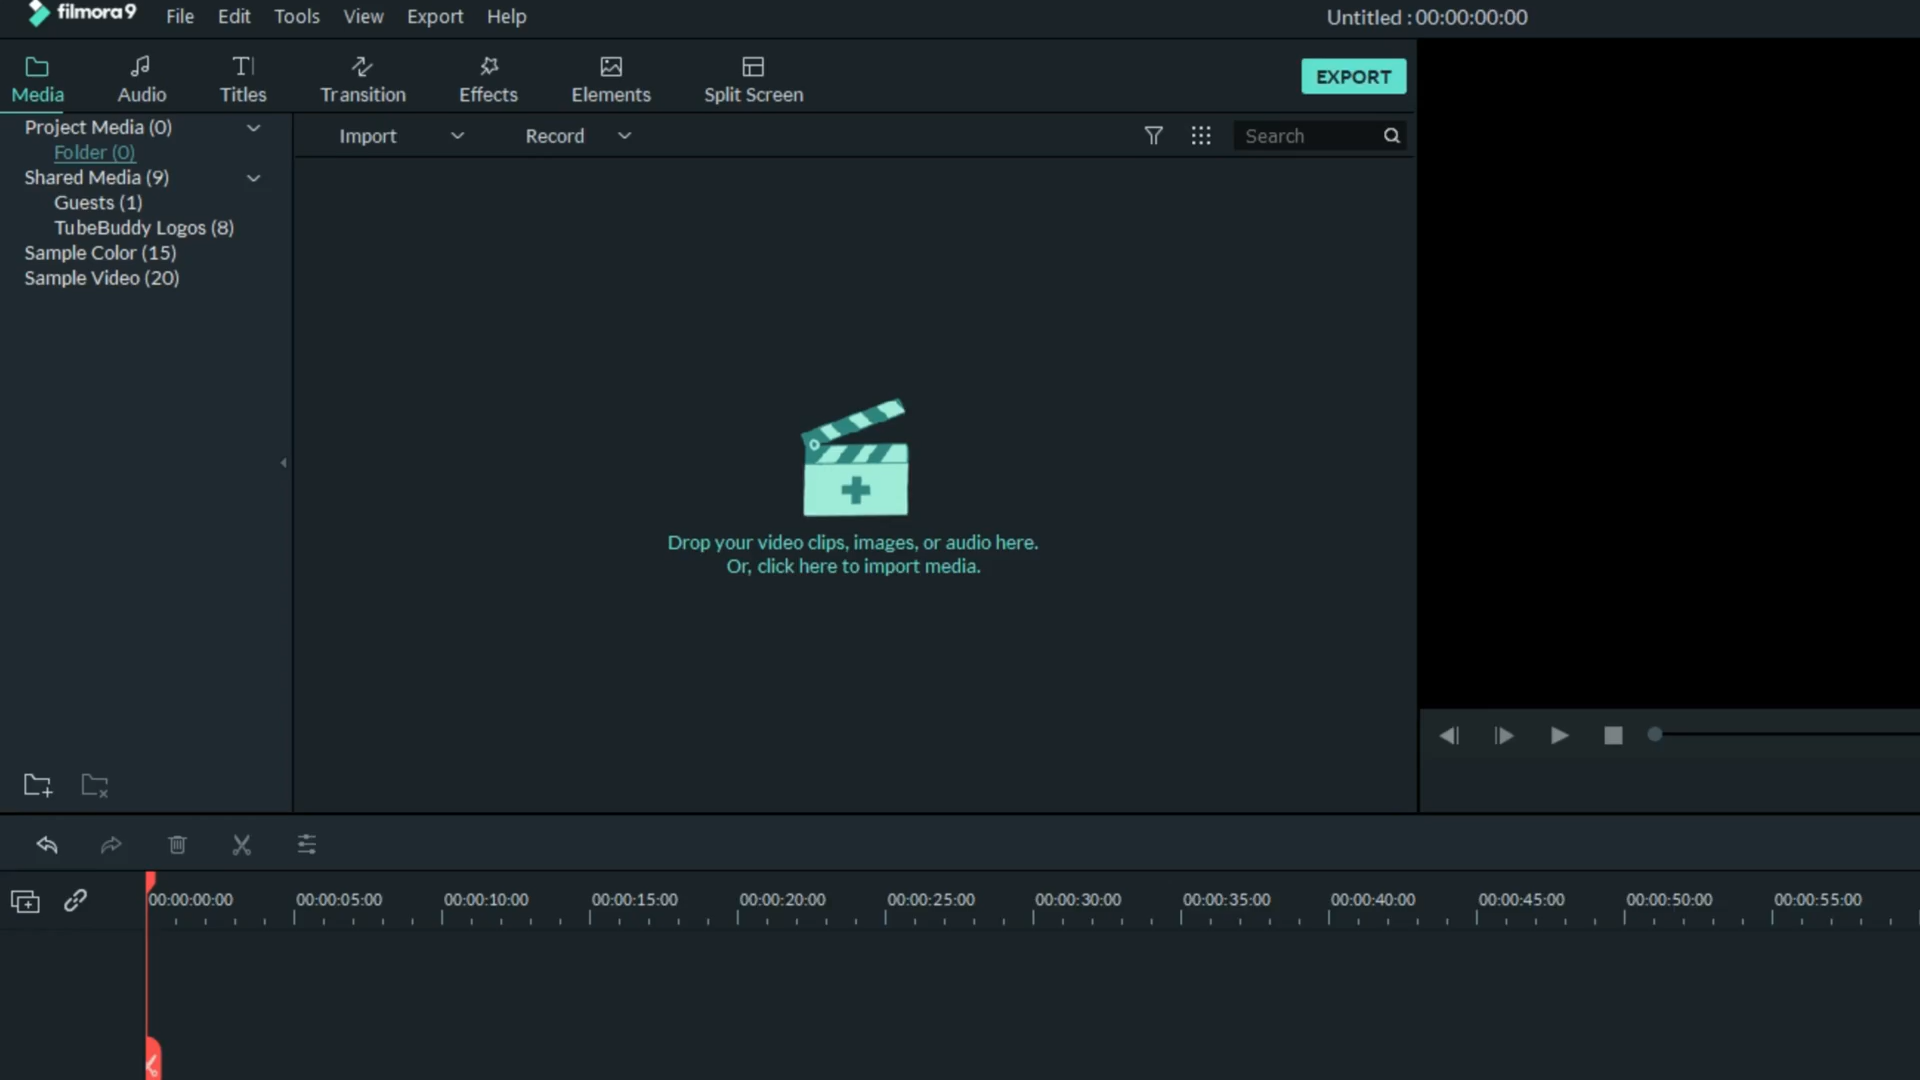 filmora9 File Edit Tools View Export Help Untitled : 00:00:00:00
Media Audio Titles Transition Effects Elements Split Screen EXPORT
Project Media (0)
Folder (0)
Shared Media (9)
Guests (1)
TubeBuddy Logos (8)
Sample Color (15)
Sample Video (20)
Import Record Search
Drop your video clips, images, or audio here.
Or, click here to import media.
00:00:00:00 00:00:05:00 00:00:10:00 00:00:15:00 00:00:20:00 00:00:25:00 00:00:30:00 00:00:35:00 00:00:40:00 00:00:45:00 00:00:50:00 00:00:55:00